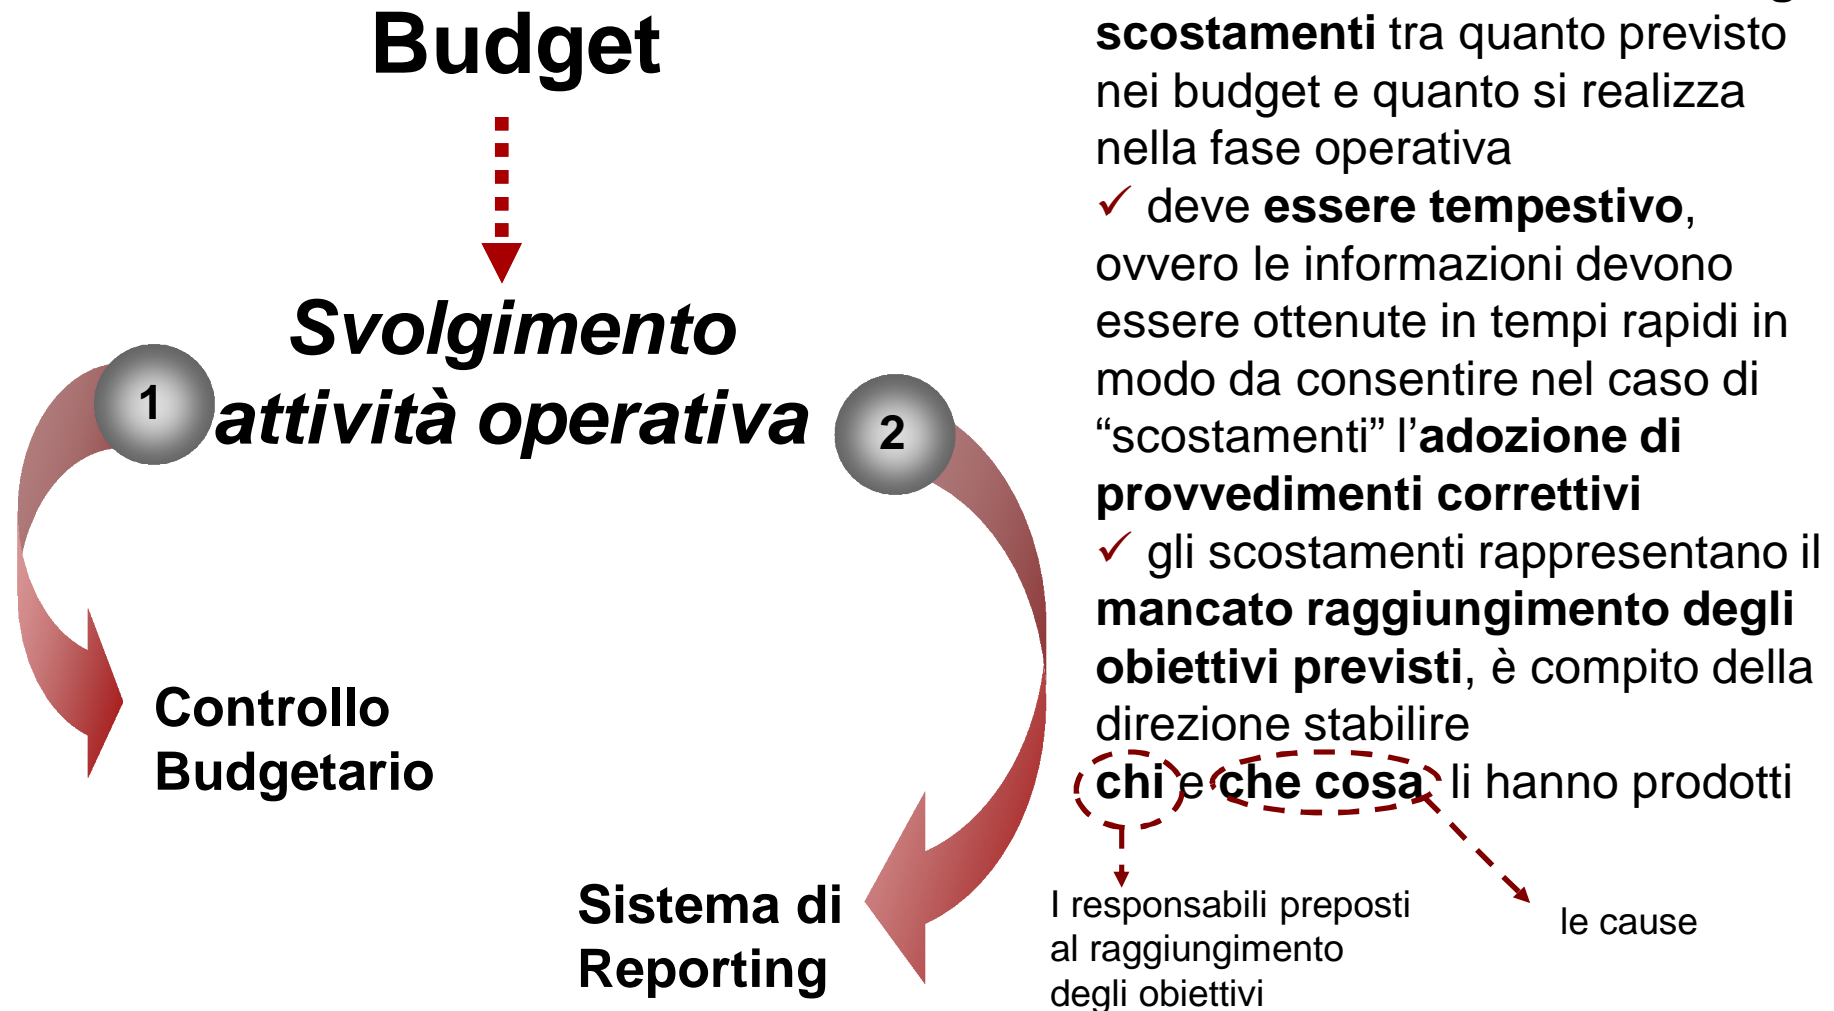 Budget
Svolgimento
attività operativa
1
2
Controllo
Budgetario
Sistema di
Reporting
scostamenti tra quanto previsto
nei budget e quanto si realizza
nella fase operativa
✓ deve essere tempestivo,
ovvero le informazioni devono
essere ottenute in tempi rapidi in
modo da consentire nel caso di
“scostamenti” l’adozione di
provvedimenti correttivi
✓ gli scostamenti rappresentano il
mancato raggiungimento degli
obiettivi previsti, è compito della
direzione stabilire
chi e che cosa li hanno prodotti
I responsabili preposti
al raggiungimento
degli obiettivi
le cause